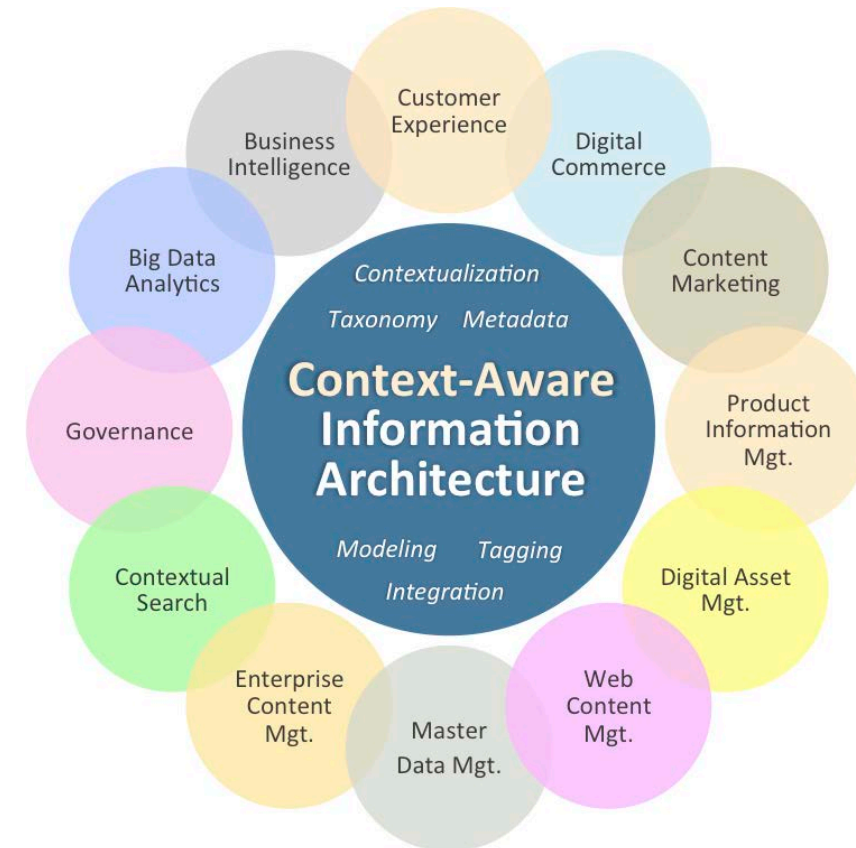 Customer
Experience
Digital
Commerce
Content
Marketing
Product
Information
Mgt.
Digital Asset
Mgt.
Web
Content
Mgt.
Master
Data Mgt.
Enterprise
Content
Mgt.
Contextual
Search
Governance
Big Data
Analytics
Business
Intelligence
Contextualization
Taxonomy Metadata
Context-Aware
Information
Architecture
Modeling Tagging
Integration